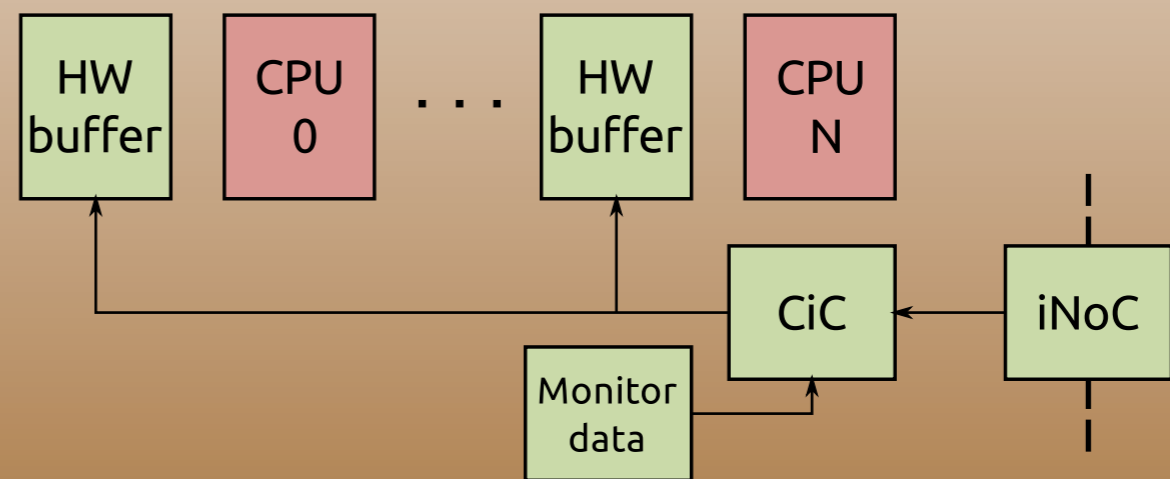 HW
buffer
CPU
0
. . .
HW
buffer
CPU
N
CiC
iNoC
Monitor
data